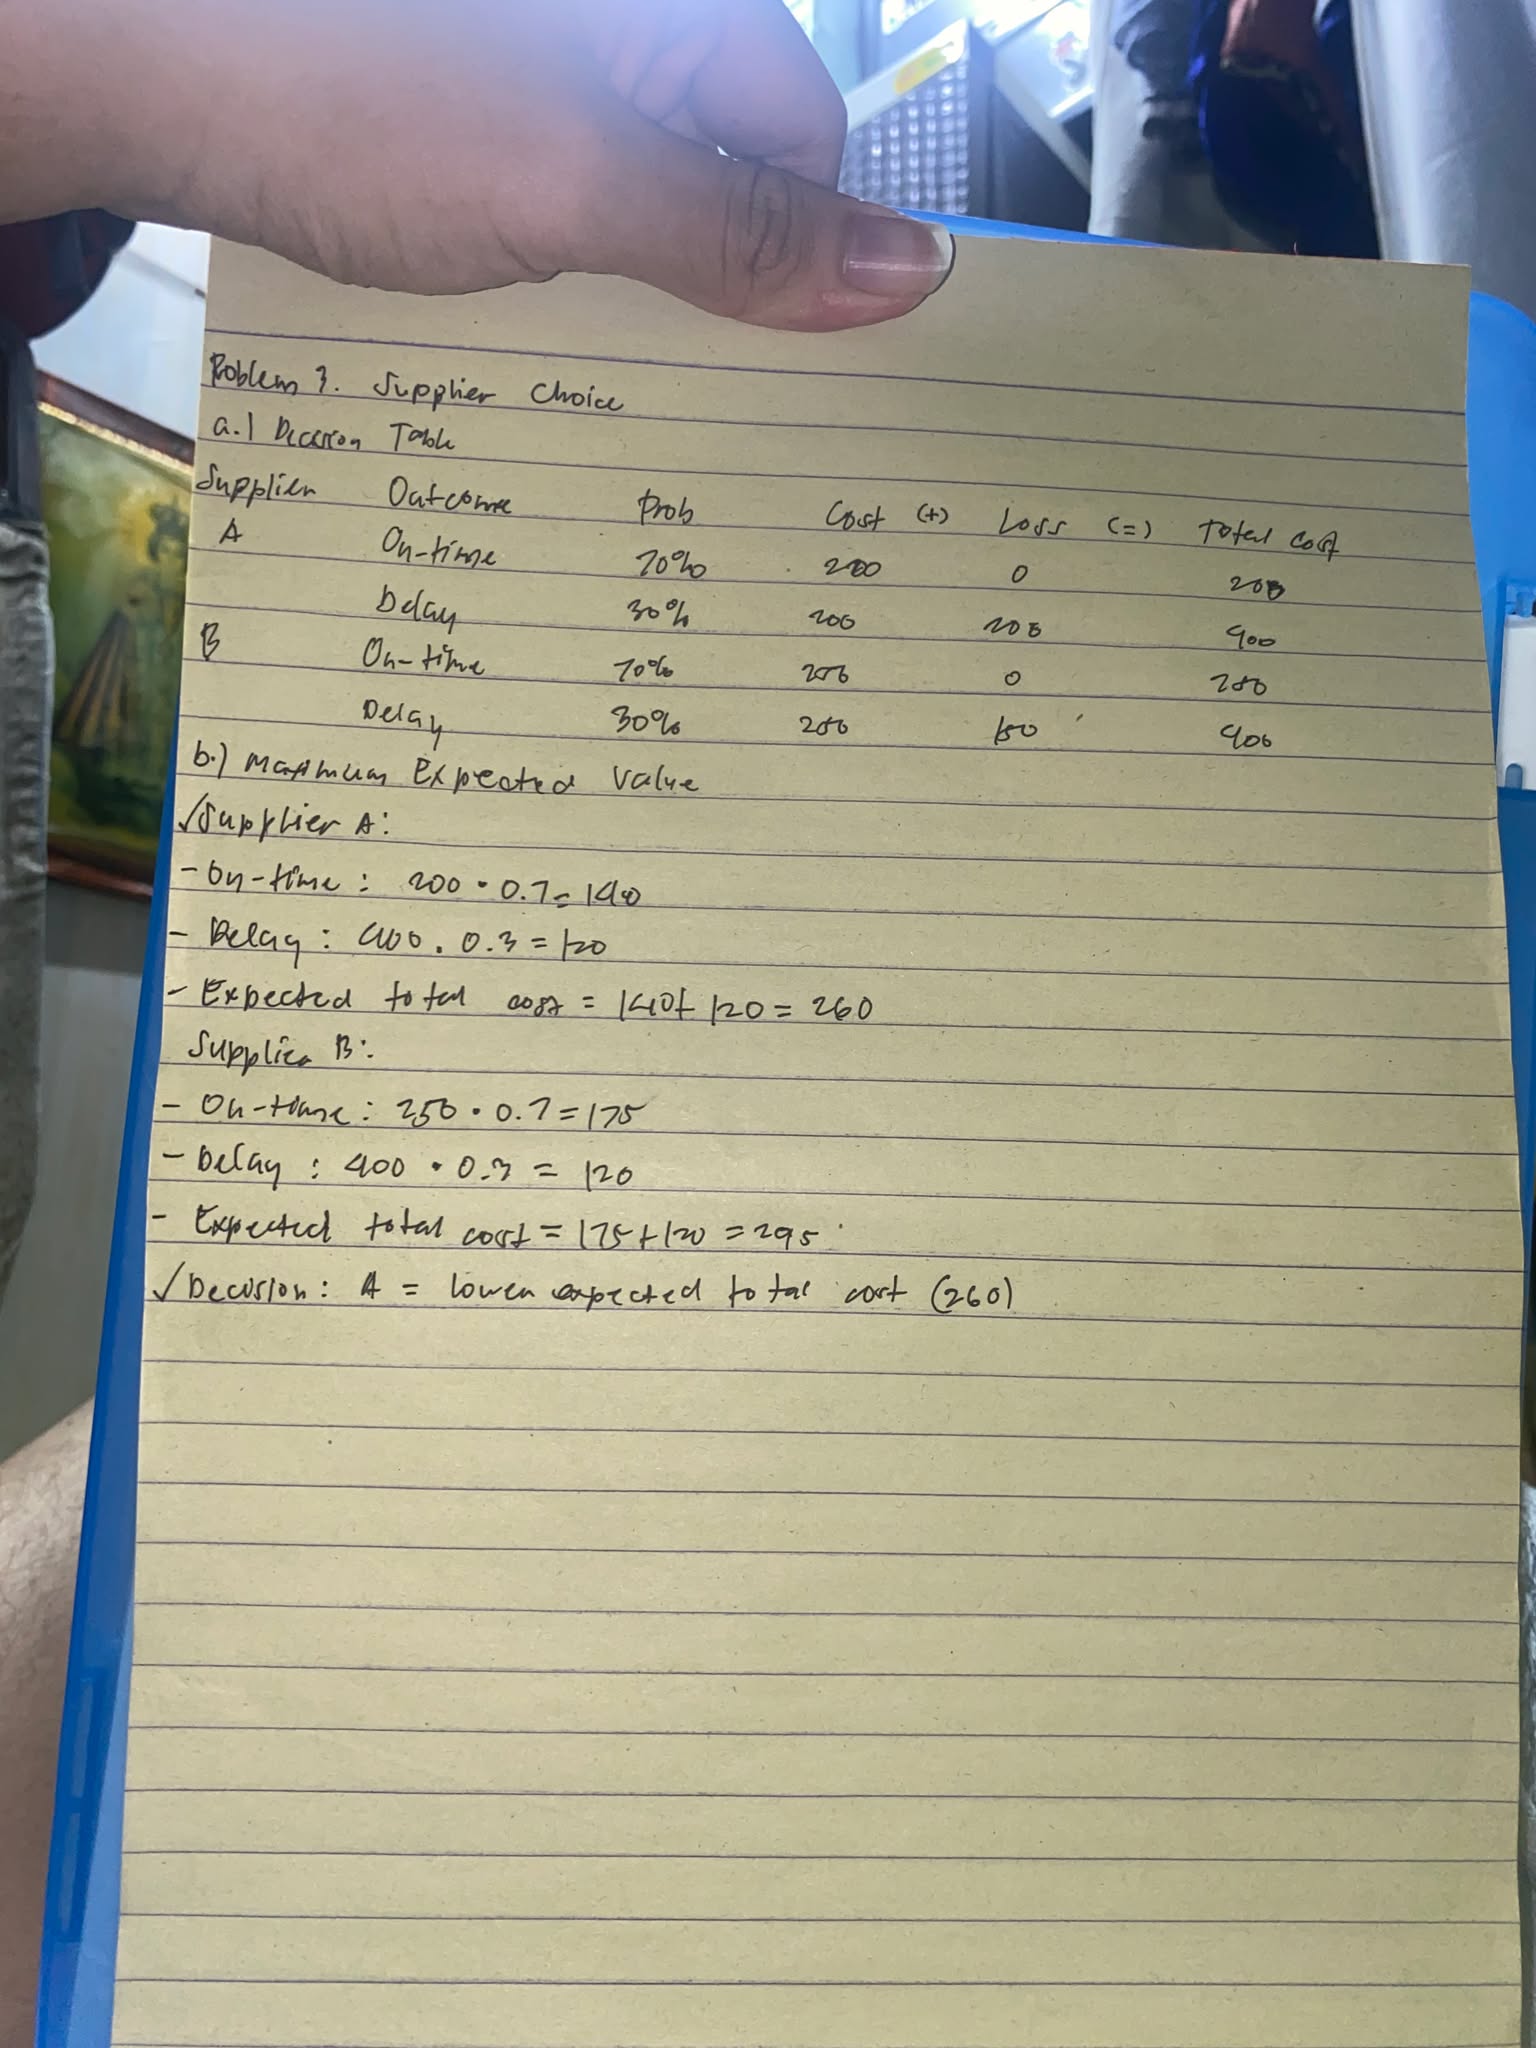 Problem 3. Supplier Choice
a.) Decision Table
Supplier Outcome Prob Cost (+) Loss (=) Total cost
A On-time 70% 200 0 200
Delay 30% 200 200 400
B On-time 70% 250 0 250
Delay 30% 250 150 400
b.) Maximum Expected Value
✓Supplier A:
- On-time : 200 · 0.7 = 140
- Delay : 400 . 0.3 = 120
- Expected total cost = 140 + 120 = 260
Supplier B:
- On-time : 250 · 0.7 = 175
- Delay : 400 · 0.3 = 120
- Expected total cost = 175 + 120 = 295
✓Decision : A = lower expected total cost (260)